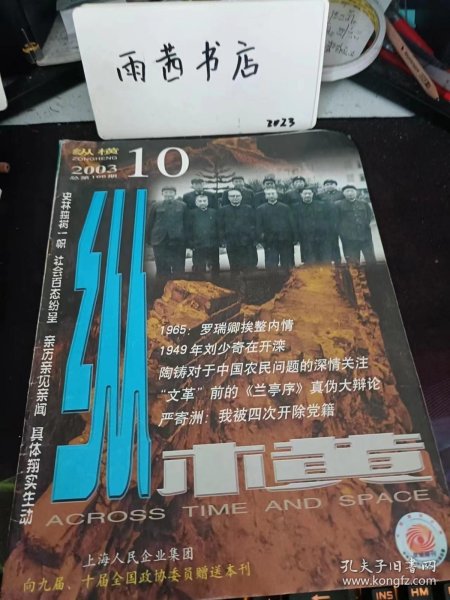 雨茜书店
2023
纵横
ZONGHENG
2003
10
总第166期
史林独树一帜 社会百态纷呈 亲历亲见亲闻 具体翔实生动
1965：罗瑞卿挨整内情
1949年刘少奇在开滦
陶铸对于中国农民问题的深情关注
“文革”前的《兰亭序》真伪大辩论
严寄洲：我被四次开除党籍
纵横
ACROSS TIME AND SPACE
上海人民企业集团
向九届、十届全国政协委员赠送本刊
孔夫子旧书网
kongfz.com
INS
HM